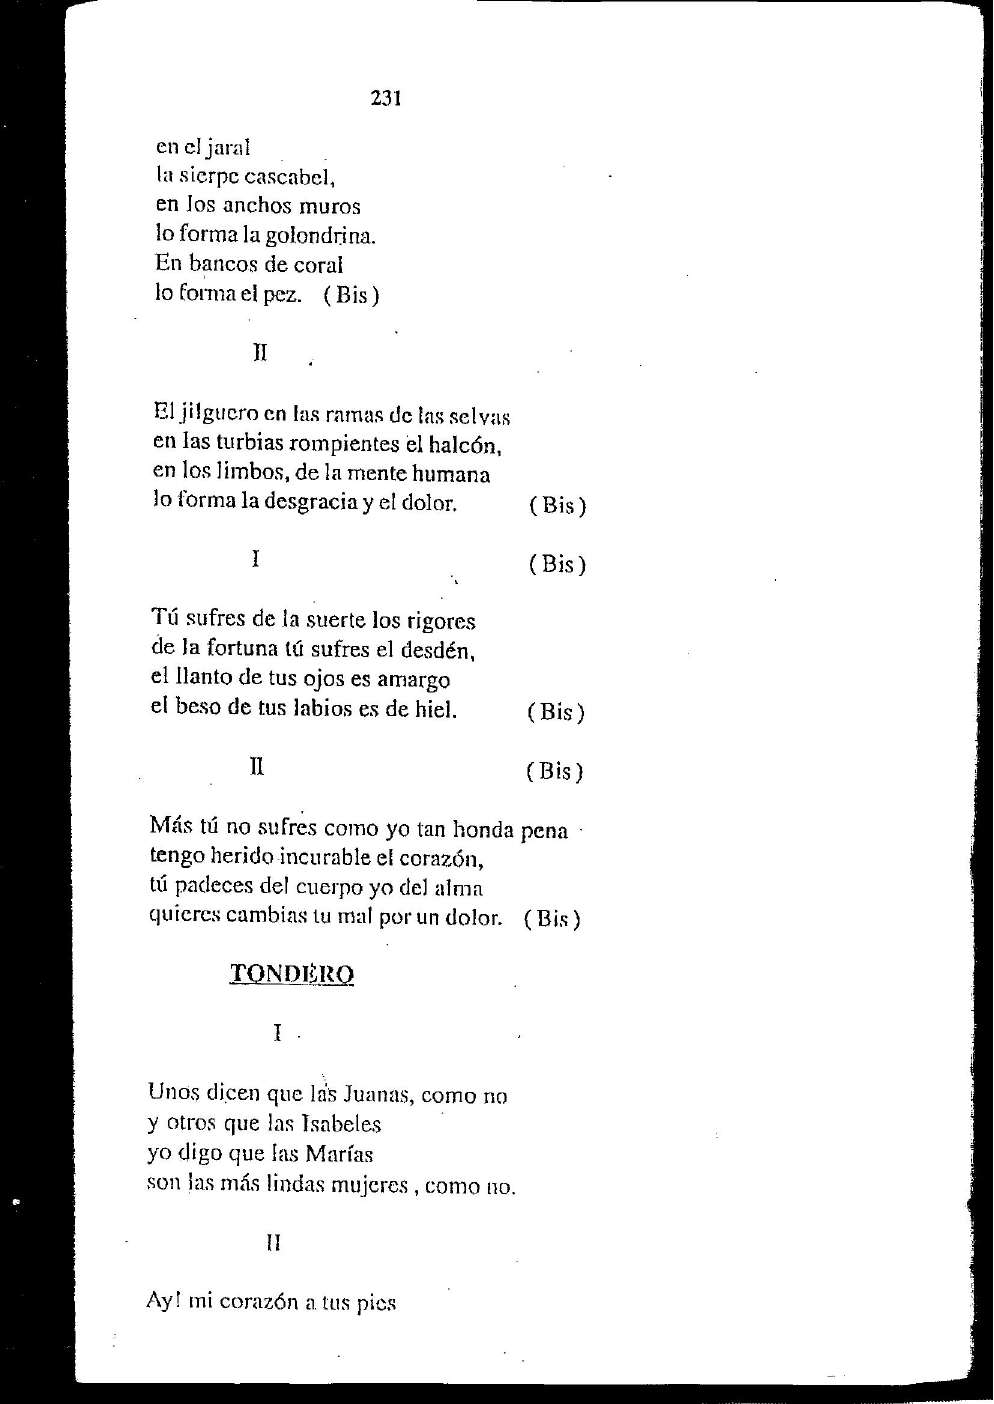 231
en el jaral
la sierpe cascabel,
en los anchos muros
lo forma la golondrina.
En bancos de coral
lo forma el pez. (Bis)
II
El jilguero en las ramas de las selvas
en las turbias rompientes el halcón,
en los limbos, de la mente humana
lo forma la desgracia y el dolor. (Bis)
I (Bis)
Tú sufres de la suerte los rigores
de la fortuna tú sufres el desdén,
el llanto de tus ojos es amargo
el beso de tus labios es de hiel. (Bis)
II (Bis)
Más tú no sufres como yo tan honda pena
tengo herido incurable el corazón,
tú padeces del cuerpo yo del alma
quieres cambias tu mal por un dolor. (Bis)
TONDERO
I
Unos dicen que las Juanas, como no
y otros que las Isabeles
yo digo que las Marías
son las más lindas mujeres , como no.
II
Ay! mi corazón a tus pies